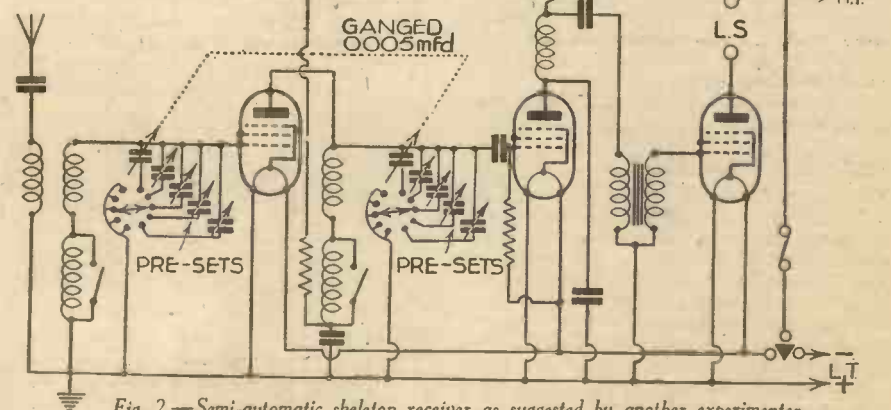 GANGED
0005mfd
L.S
PRE-SETS
PRE-SETS
−
L.T.
+
Fig. 2.—Semi-automatic skeleton receiver as suggested by another experimenter